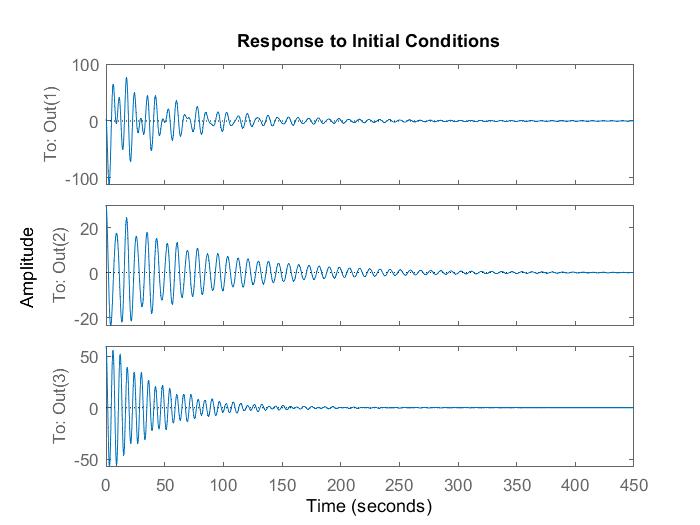 Response to Initial Conditions
Amplitude
To: Out(1)
100
0
-100
To: Out(2)
20
0
-20
To: Out(3)
50
0
-50
0 50 100 150 200 250 300 350 400 450
Time (seconds)